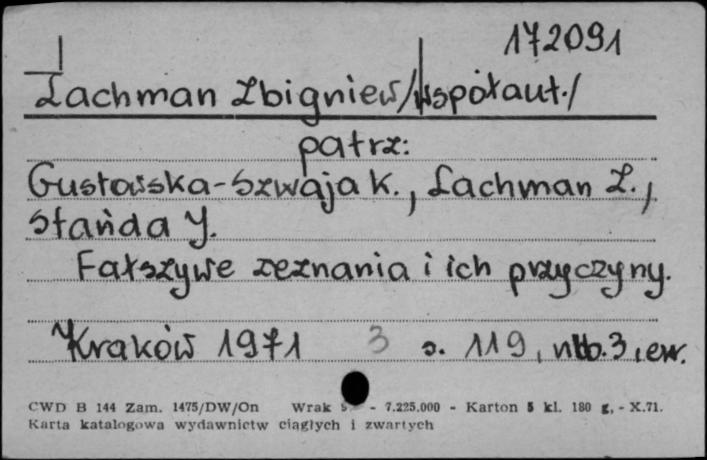 172091
Lachman Zbigniew/współaut./
patrz:
Gustowska-Szwaja K., Lachman Z.,
Stańda J.
Fałszywe zeznania i ich przyczyny.
Kraków 1971 3 s. 119, nlb. 3, err.
CWD B 144 Zam. 1475/DW/On Wrak - 7.225.000 - Karton 5 kl. 180 g, - X.71.
Karta katalogowa wydawnictw ciągłych i zwartych